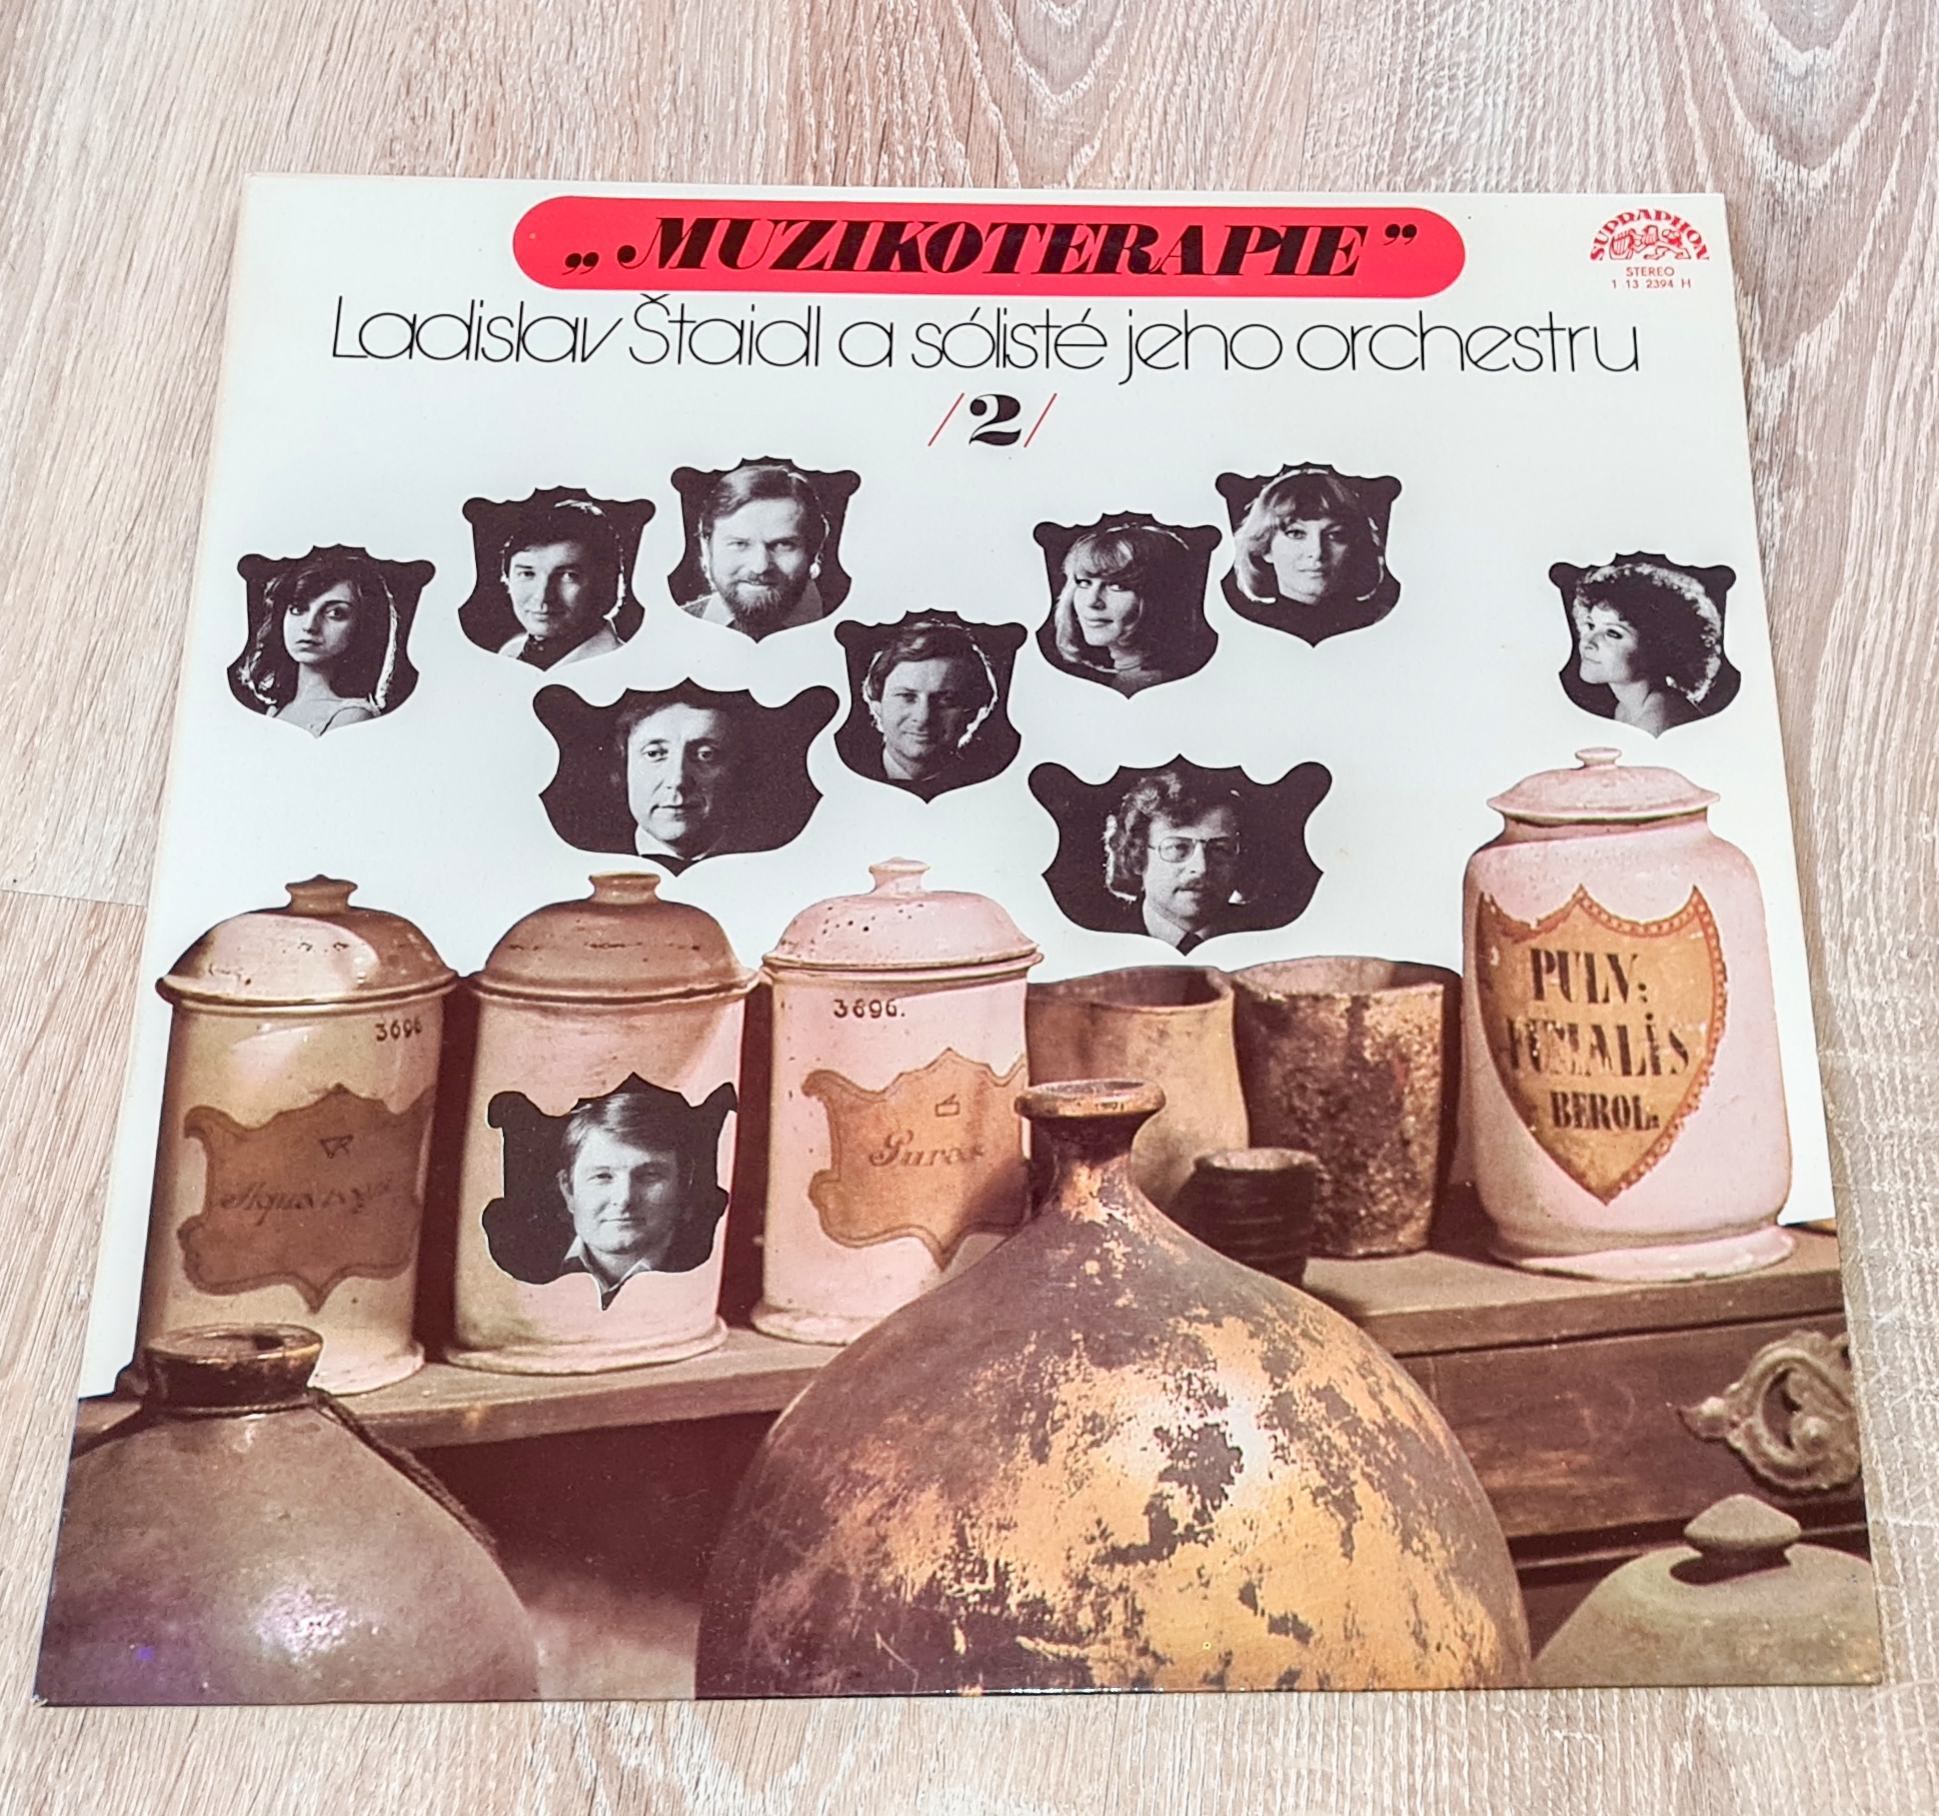 „MUZIKOTERAPIE”
SUPRAPHON
STEREO
1 13 2394 H
Ladislav Štaidl a sólisté jeho orchestru
/2/
3696
3696.
PULV:
BEROL.